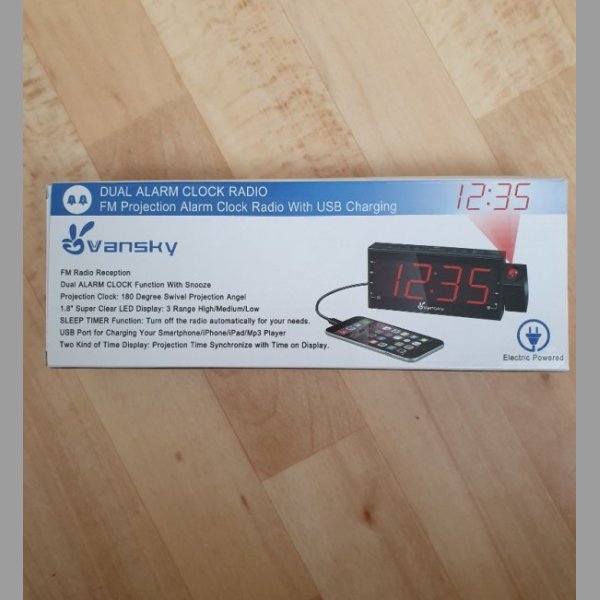 DUAL ALARM CLOCK RADIO
FM Projection Alarm Clock Radio With USB Charging
12:35
vansky
FM Radio Reception
Dual ALARM CLOCK Function With Snooze
Projection Clock: 180 Degree Swivel Projection Angel
1.8" Super Clear LED Display: 3 Range High/Medium/Low
SLEEP TIMER Function: Turn off the radio automatically for your needs.
USB Port for Charging Your Smartphone/iPhone/iPad/Mp3 Player
Two Kind of Time Display: Projection Time Synchronize with Time on Display.
12:35
vansky
Electric Powered